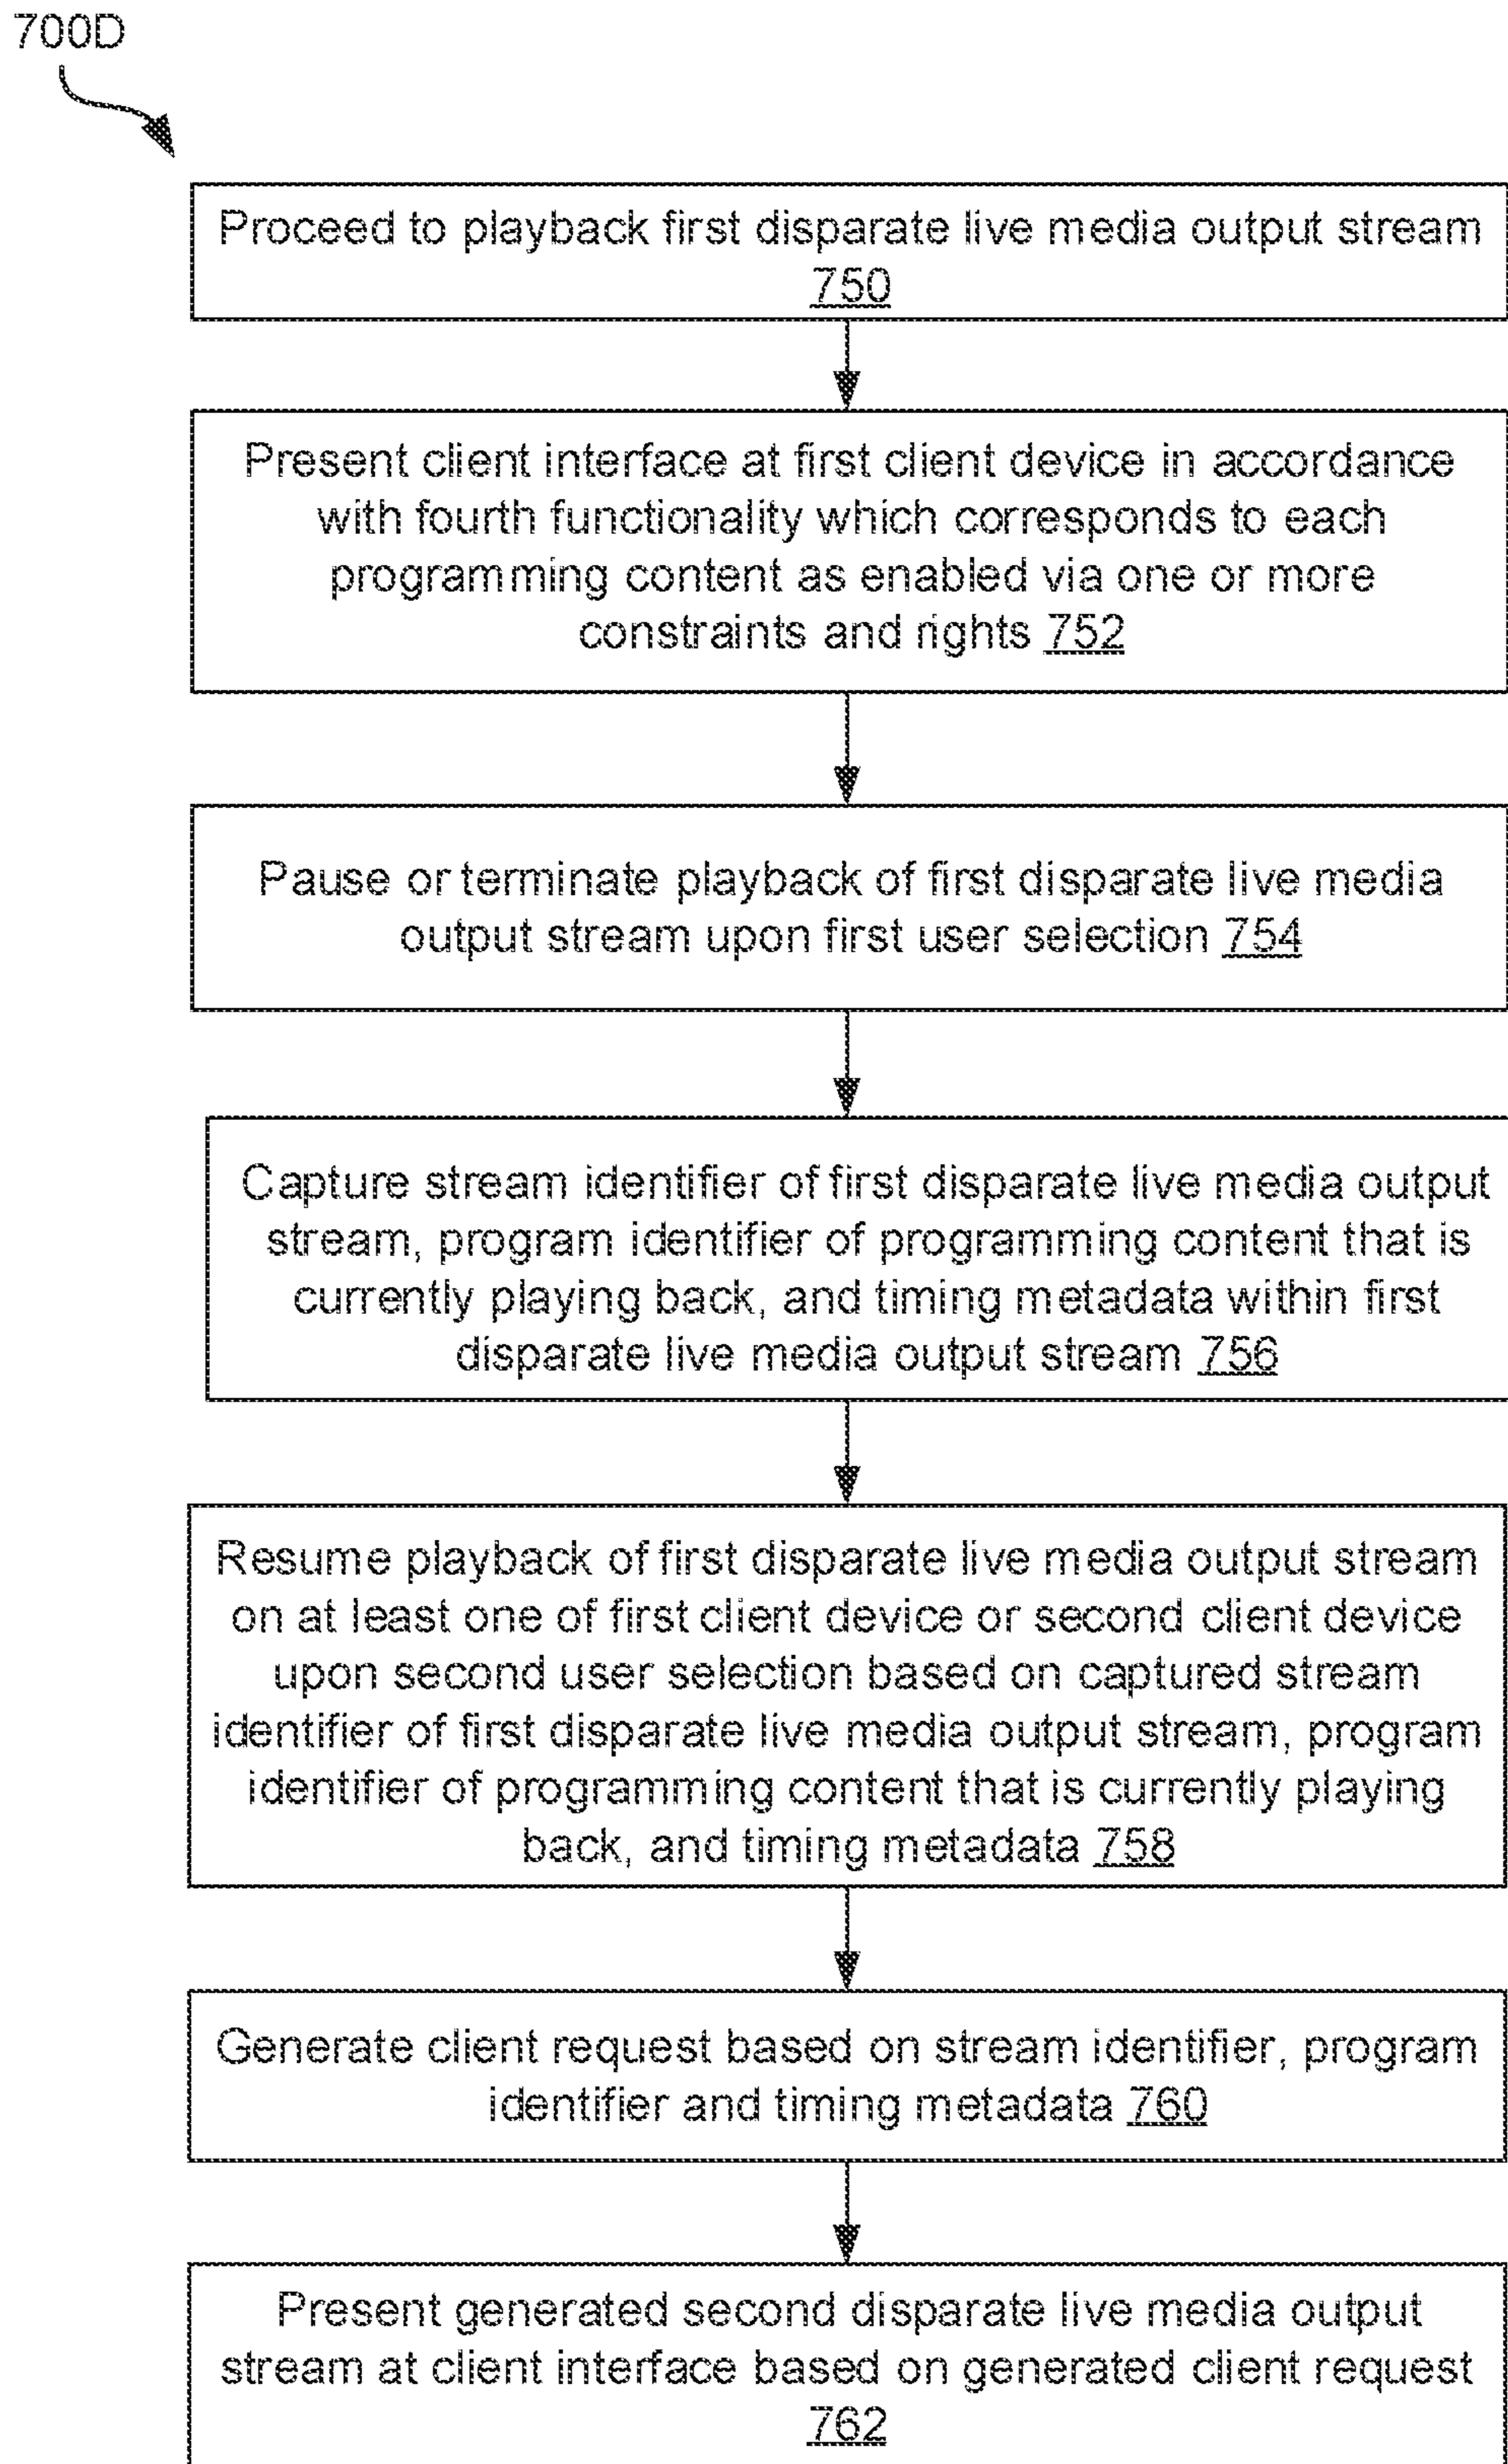 700D
Proceed to playback first disparate live media output stream
750
Present client interface at first client device in accordance
with fourth functionality which corresponds to each
programming content as enabled via one or more
constraints and rights 752
Pause or terminate playback of first disparate live media
output stream upon first user selection 754
Capture stream identifier of first disparate live media output
stream, program identifier of programming content that is
currently playing back, and timing metadata within first
disparate live media output stream 756
Resume playback of first disparate live media output stream
on at least one of first client device or second client device
upon second user selection based on captured stream
identifier of first disparate live media output stream, program
identifier of programming content that is currently playing
back, and timing metadata 758
Generate client request based on stream identifier, program
identifier and timing metadata 760
Present generated second disparate live media output
stream at client interface based on generated client request
762